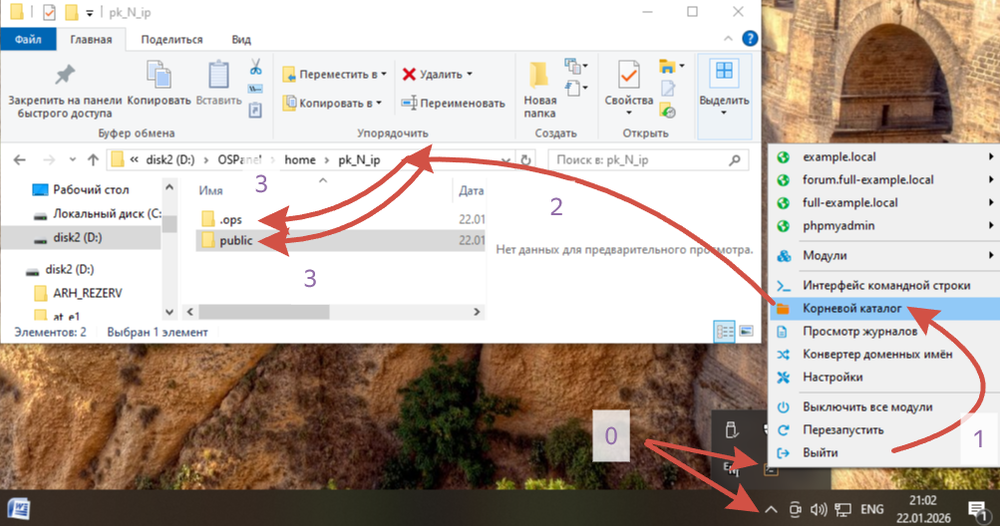 pk_N_ip
Файл Главная Поделиться Вид
Закрепить на панели быстрого доступа
Копировать
Вставить
Переместить в
Копировать в
Удалить
Переименовать
Новая папка
Свойства
Выделить
Буфер обмена
Упорядочить
Создать
Открыть
« disk2 (D:) › OSPanel › home › pk_N_ip
Поиск в: pk_N_ip
Рабочий стол
Локальный диск (C:
disk2 (D:)
disk2 (D:)
ARH_REZERV
at_e1
Имя
Дата
.ops
22.01
public
22.01
Нет данных для предварительного просмотра.
Элементов: 2 Выбран 1 элемент
3
3
2
0
1
example.local
forum.full-example.local
full-example.local
phpmyadmin
Модули
Интерфейс командной строки
Корневой каталог
Просмотр журналов
Конвертер доменных имён
Настройки
Выключить все модули
Перезапустить
Выйти
ENG
21:02
22.01.2026
1